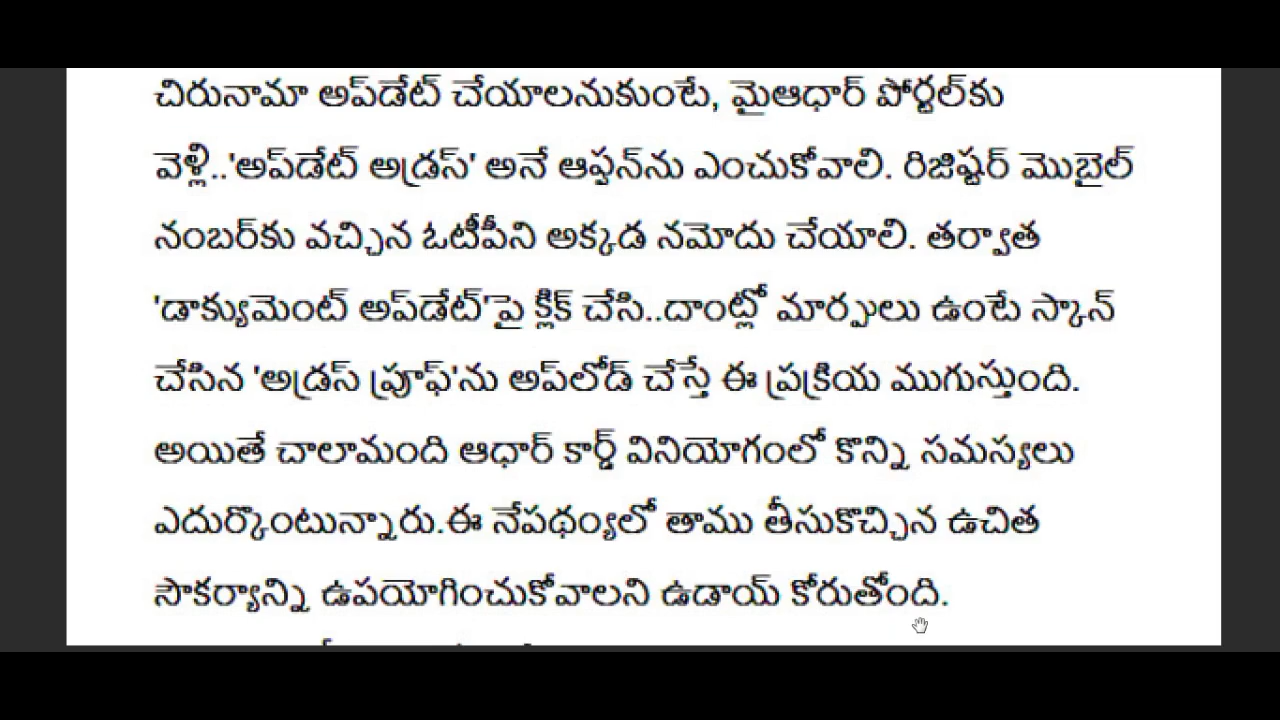 చిరునామా అప్‌డేట్ చేయాలనుకుంటే, మైఆధార్ పోర్టల్‌కు
వెళ్లి..'అప్‌డేట్ అడ్రస్' అనే ఆప్షన్‌ను ఎంచుకోవాలి. రిజిష్టర్ మొబైల్
నంబర్‌కు వచ్చిన ఓటీపీని అక్కడ నమోదు చేయాలి. తర్వాత
'డాక్యుమెంట్ అప్‌డేట్'పై క్లిక్ చేసి..దాంట్లో మార్పులు ఉంటే స్కాన్
చేసిన 'అడ్రస్ ప్రూఫ్'ను అప్‌లోడ్ చేస్తే ఈ ప్రక్రియ ముగుస్తుంది.
అయితే చాలామంది ఆధార్ కార్డ్ వినియోగంలో కొన్ని సమస్యలు
ఎదుర్కొంటున్నారు.ఈ నేపథ్యంలో తాము తీసుకొచ్చిన ఉచిత
సౌకర్యాన్ని ఉపయోగించుకోవాలని ఉడాయ్ కోరుతోంది.